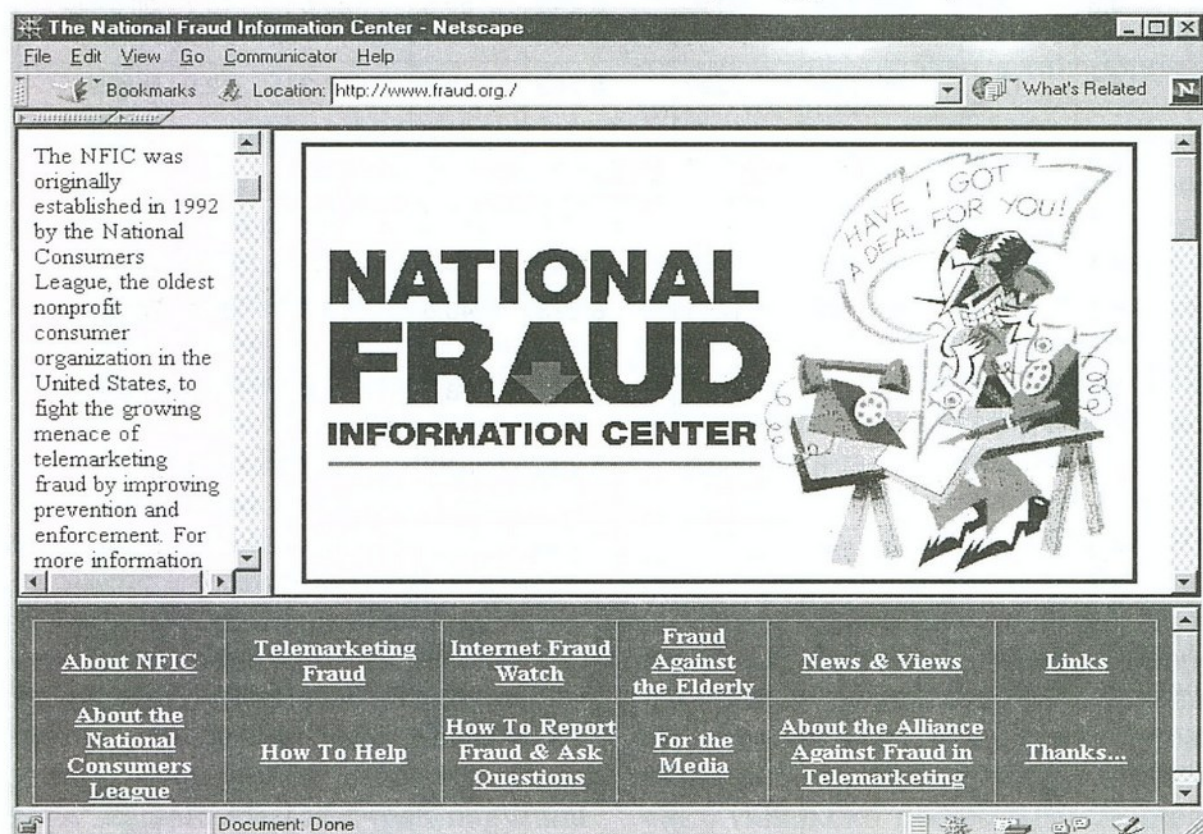 The National Fraud Information Center - Netscape
File Edit View Go Communicator Help
Bookmarks Location: http://www.fraud.org./ What's Related N
The NFIC was
originally
established in 1992
by the National
Consumers
League, the oldest
nonprofit
consumer
organization in the
United States, to
fight the growing
menace of
telemarketing
fraud by improving
prevention and
enforcement. For
more information
HAVE I GOT
A DEAL FOR YOU!
NATIONAL
FRAUD
INFORMATION CENTER
About NFIC
Telemarketing
Fraud
Internet Fraud
Watch
Fraud
Against
the Elderly
News & Views
Links
About the
National
Consumers
League
How To Help
How To Report
Fraud & Ask
Questions
For the
Media
About the Alliance
Against Fraud in
Telemarketing
Thanks...
Document: Done